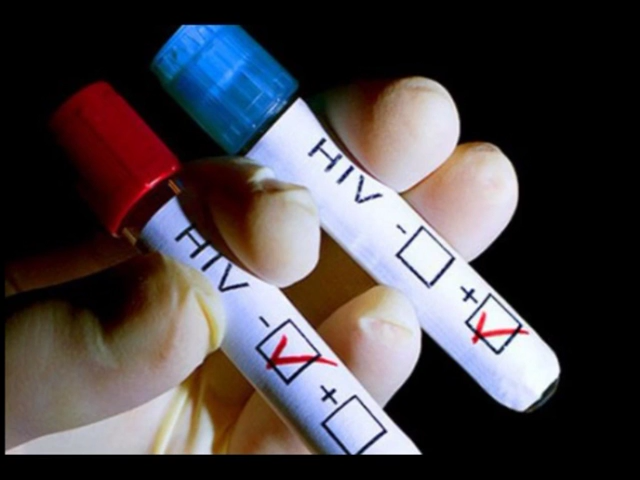 HIV
- ☐
+ ☑
HIV
- ☑
+ ☐